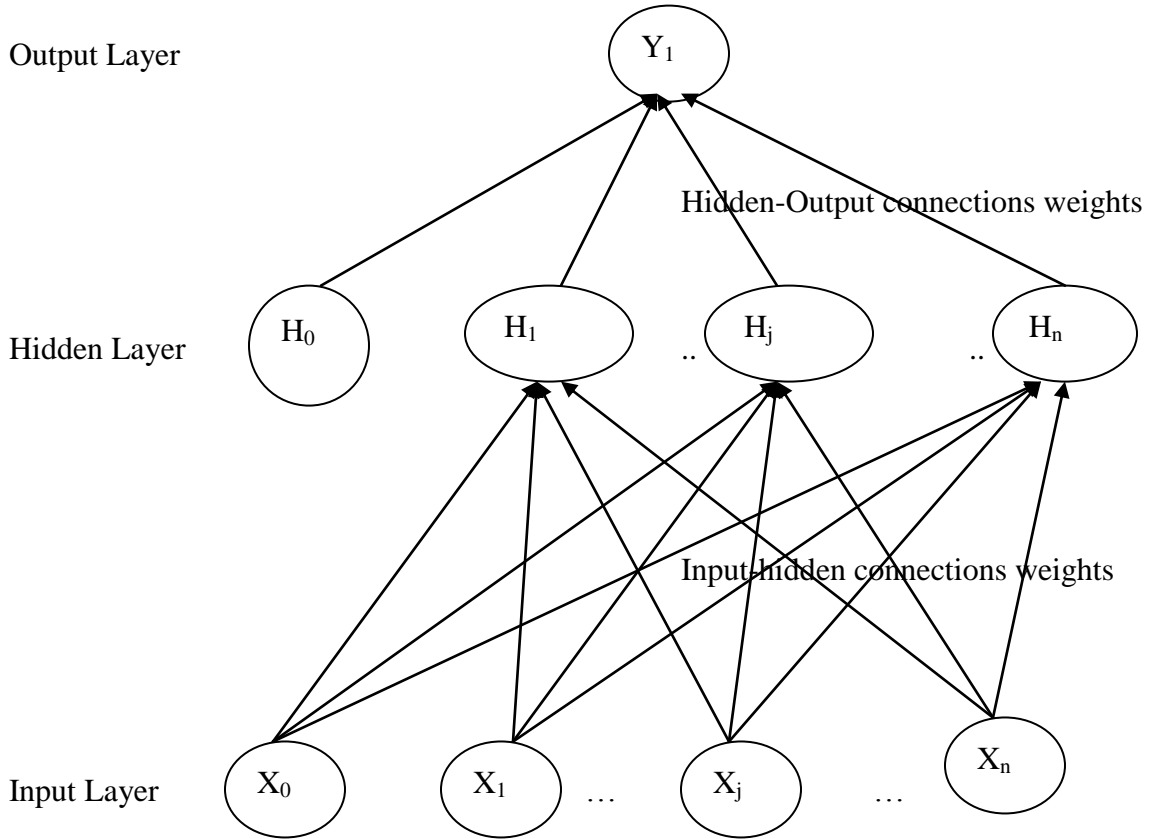 Output Layer
Y₁
Hidden-Output connections weights
Hidden Layer
H₀
H₁
..
Hⱼ
..
Hₙ
Input-hidden connections weights
Input Layer
X₀
X₁
...
Xⱼ
...
Xₙ